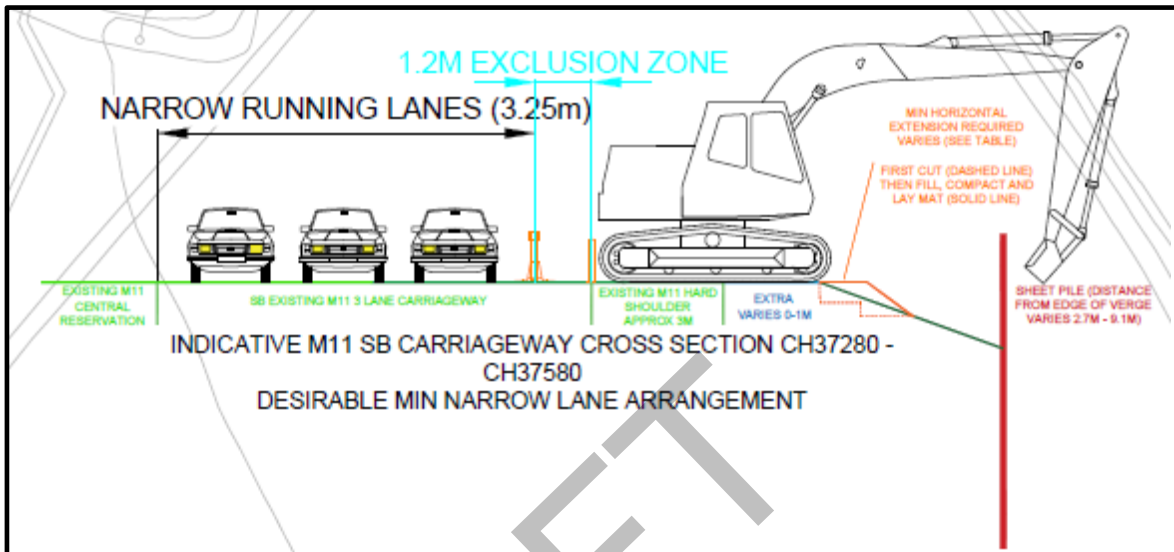 1.2M EXCLUSION ZONE
NARROW RUNNING LANES (3.25m)
MIN HORIZONTAL
EXTENSION REQUIRED
VARIES (SEE TABLE)
FIRST CUT (DASHED LINE)
THEN FILL, COMPACT AND
LAY MAT (SOLID LINE)
EXISTING M11
CENTRAL
RESERVATION
SB EXISTING M11 3 LANE CARRIAGEWAY
EXISTING M11 HARD
SHOULDER
APPROX 3M
EXTRA
VARIES 0-1M
SHEET PILE (DISTANCE
FROM EDGE OF VERGE
VARIES 2.7M - 9.1M)
INDICATIVE M11 SB CARRIAGEWAY CROSS SECTION CH37280 -
CH37580
DESIRABLE MIN NARROW LANE ARRANGEMENT
FT